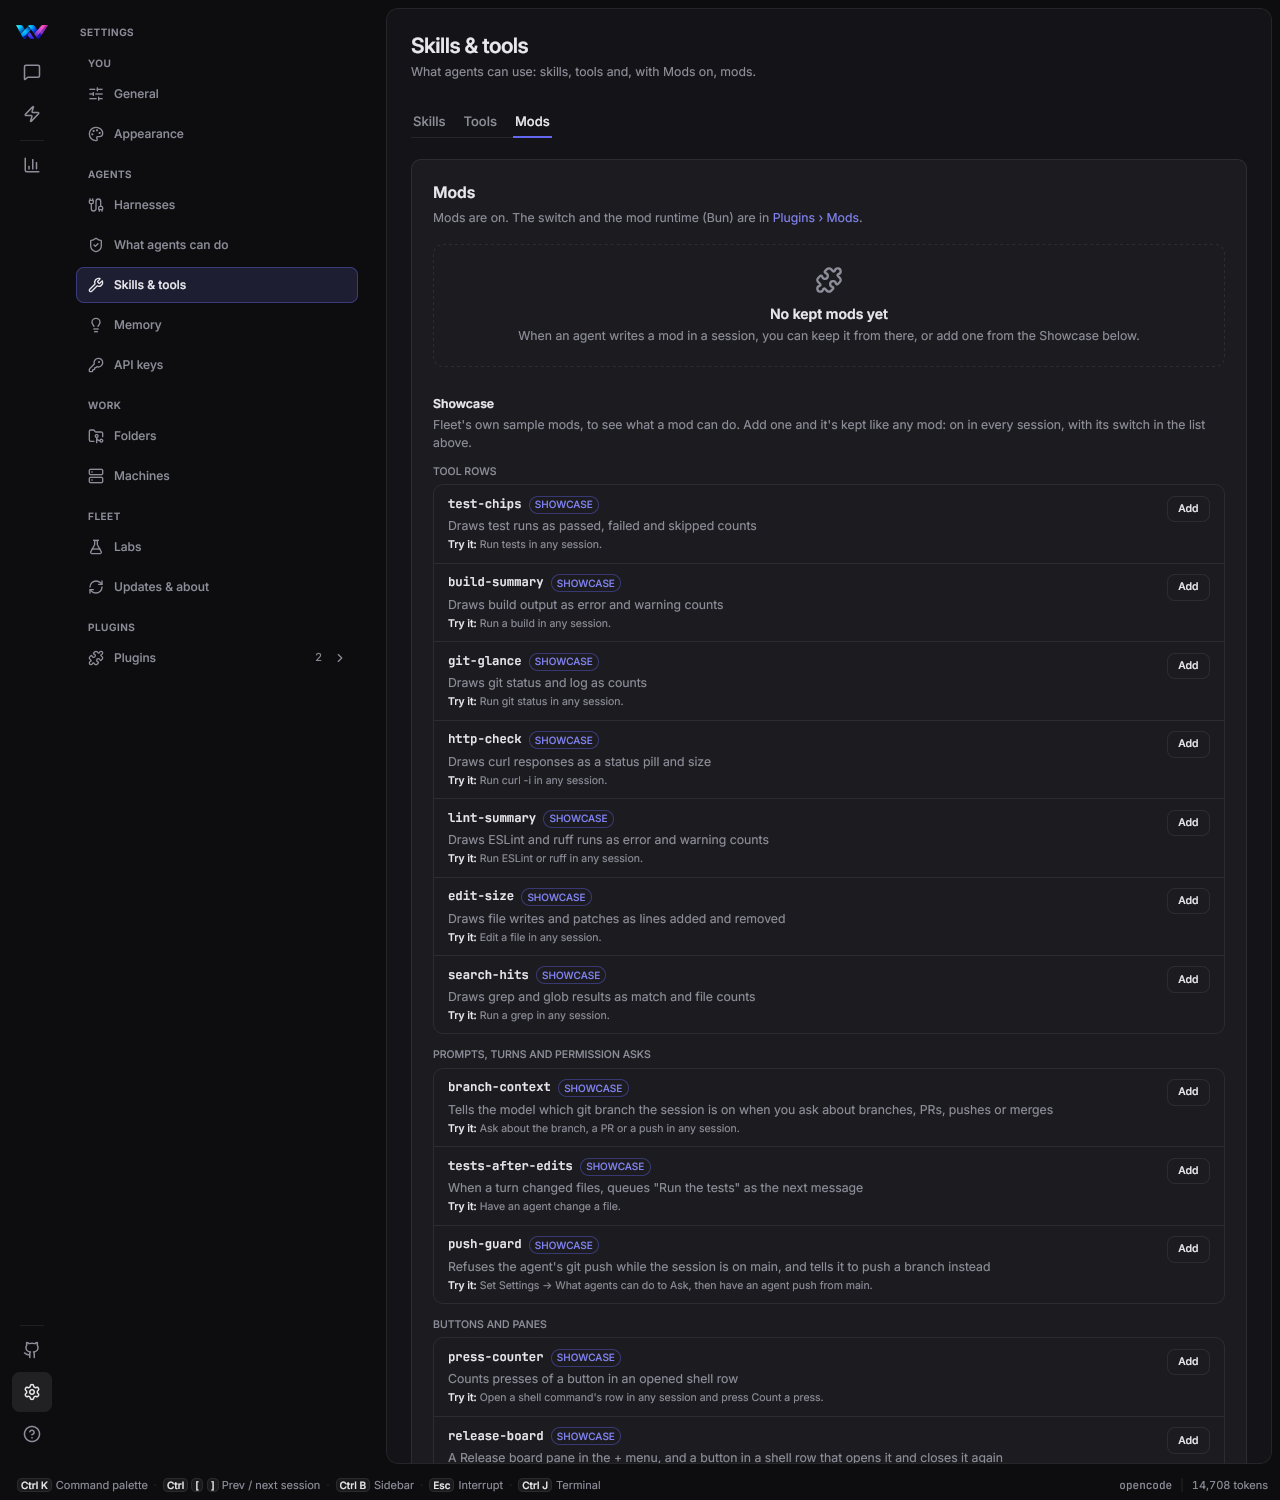 SETTINGS
YOU
General
Appearance
AGENTS
Harnesses
What agents can do
Skills & tools
Memory
API keys
WORK
Folders
Machines
FLEET
Labs
Updates & about
PLUGINS
Plugins 2
Skills & tools
What agents can use: skills, tools and, with Mods on, mods.
Skills Tools Mods
Mods
Mods are on. The switch and the mod runtime (Bun) are in Plugins › Mods.
No kept mods yet
When an agent writes a mod in a session, you can keep it from there, or add one from the Showcase below.
Showcase
Fleet's own sample mods, to see what a mod can do. Add one and it's kept like any mod: on in every session, with its switch in the list
above.
TOOL ROWS
test-chips SHOWCASE Add
Draws test runs as passed, failed and skipped counts
Try it: Run tests in any session.
build-summary SHOWCASE Add
Draws build output as error and warning counts
Try it: Run a build in any session.
git-glance SHOWCASE Add
Draws git status and log as counts
Try it: Run git status in any session.
http-check SHOWCASE Add
Draws curl responses as a status pill and size
Try it: Run curl -i in any session.
lint-summary SHOWCASE Add
Draws ESLint and ruff runs as error and warning counts
Try it: Run ESLint or ruff in any session.
edit-size SHOWCASE Add
Draws file writes and patches as lines added and removed
Try it: Edit a file in any session.
search-hits SHOWCASE Add
Draws grep and glob results as match and file counts
Try it: Run a grep in any session.
PROMPTS, TURNS AND PERMISSION ASKS
branch-context SHOWCASE Add
Tells the model which git branch the session is on when you ask about branches, PRs, pushes or merges
Try it: Ask about the branch, a PR or a push in any session.
tests-after-edits SHOWCASE Add
When a turn changed files, queues "Run the tests" as the next message
Try it: Have an agent change a file.
push-guard SHOWCASE Add
Refuses the agent's git push while the session is on main, and tells it to push a branch instead
Try it: Set Settings → What agents can do to Ask, then have an agent push from main.
BUTTONS AND PANES
press-counter SHOWCASE Add
Counts presses of a button in an opened shell row
Try it: Open a shell command's row in any session and press Count a press.
release-board SHOWCASE Add
A Release board pane in the + menu, and a button in a shell row that opens it and closes it again
Ctrl K Command palette · Ctrl [ ] Prev / next session · Ctrl B Sidebar · Esc Interrupt · Ctrl J Terminal
opencode 14,708 tokens